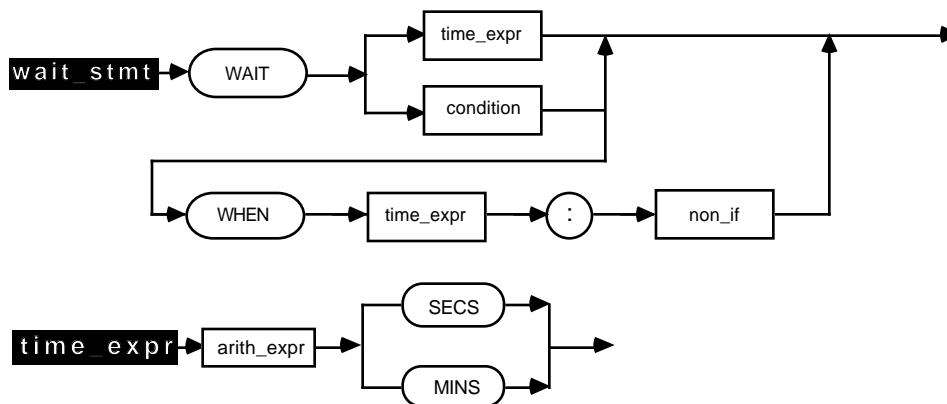 time_expr
wait_stmt WAIT
condition
WHEN time_expr : non_if
SECS
time_expr arith_expr
MINS